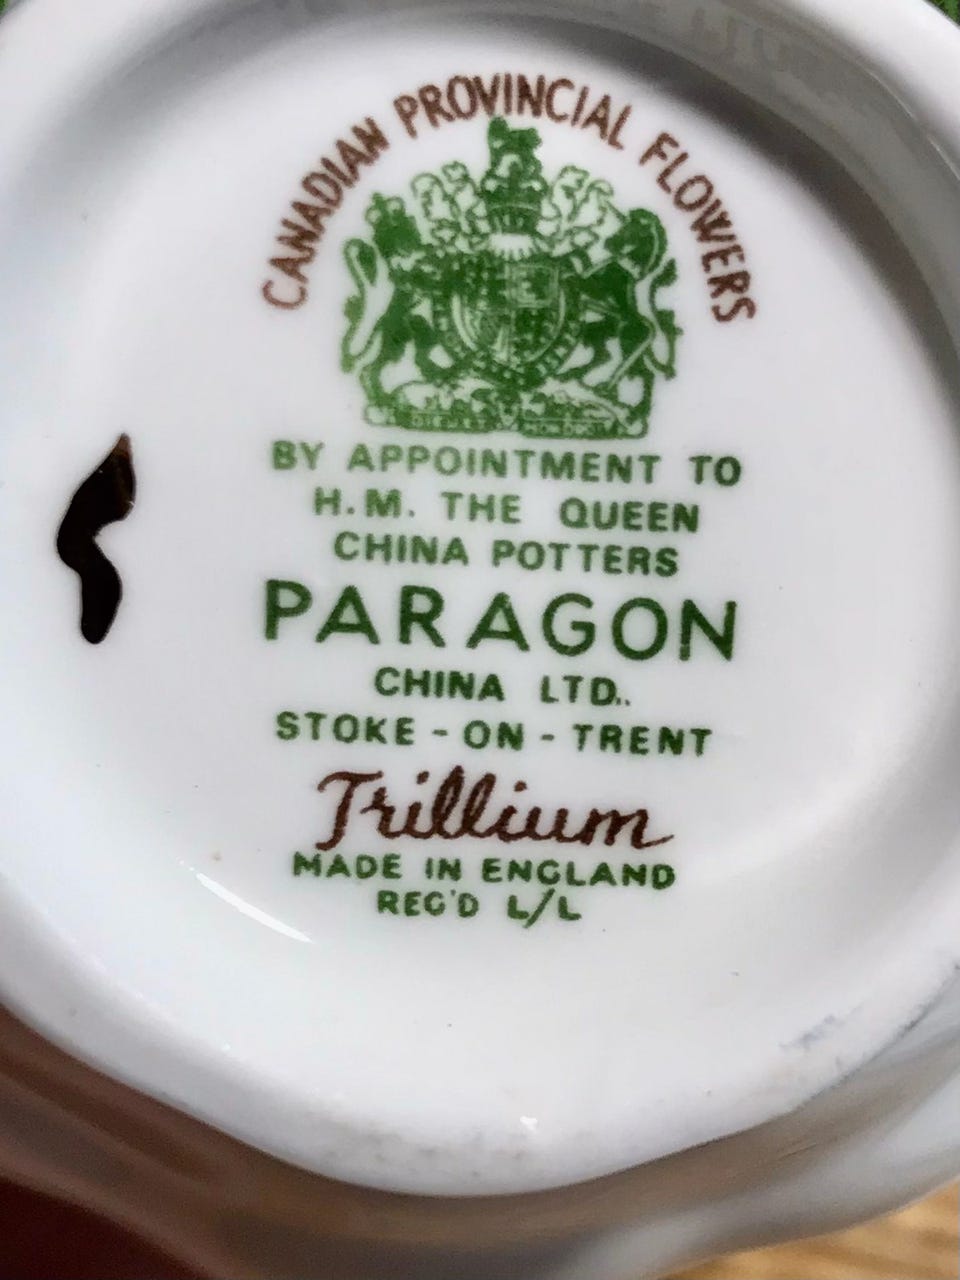 CANADIAN PROVINCIAL FLOWERS
BY APPOINTMENT TO
H.M. THE QUEEN
CHINA POTTERS
PARAGON
CHINA LTD..
STOKE - ON - TRENT
Trillium
MADE IN ENGLAND
REG'D L/L